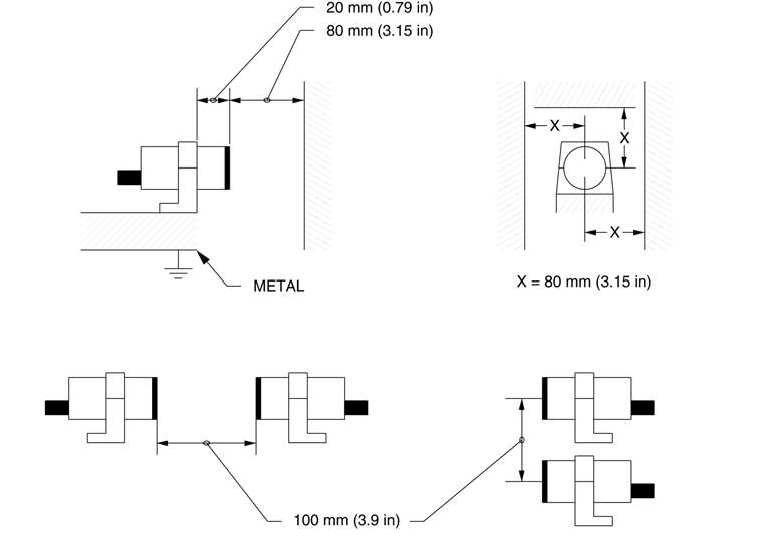 20 mm (0.79 in)
80 mm (3.15 in)
X
X
X
METAL
X = 80 mm (3.15 in)
100 mm (3.9 in)